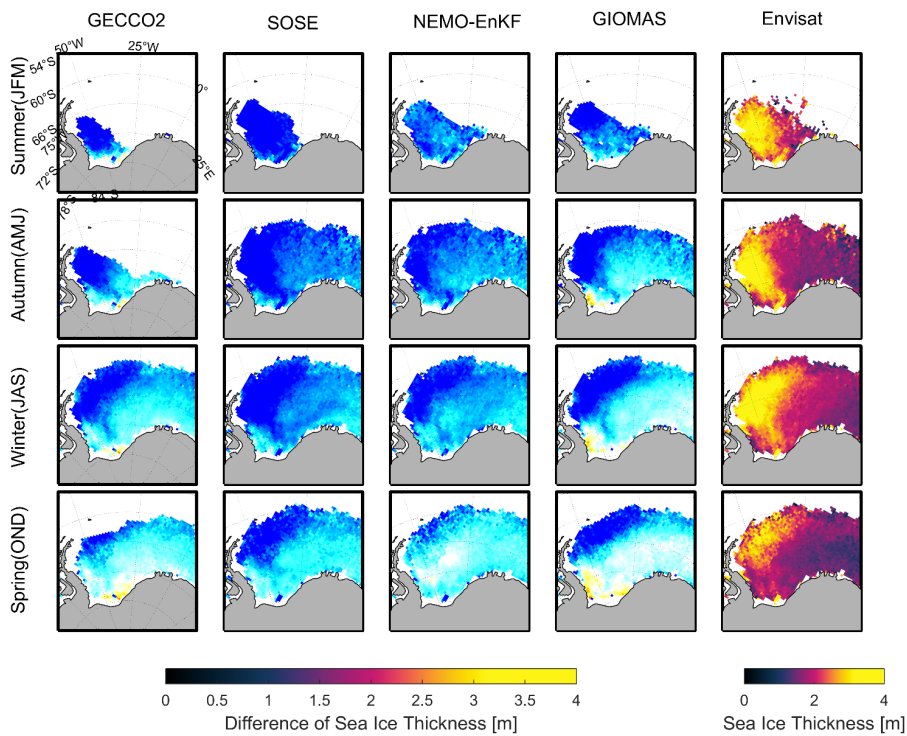 GECCO2 SOSE NEMO-EnKF GIOMAS Envisat
Summer(JFM)
50°W 25°W
54°S
0°
60°S
66°S
75°W
25°E
72°S
78°S 84°S
Autumn(AMJ)
Winter(JAS)
Spring(OND)
0 0.5 1 1.5 2 2.5 3 3.5 4
Difference of Sea Ice Thickness [m]
0 2 4
Sea Ice Thickness [m]